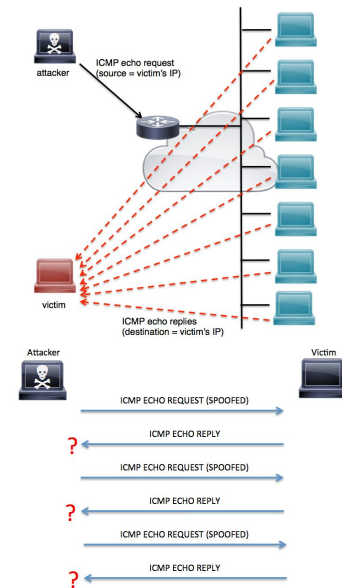 attacker
ICMP echo request
(source = victim's IP)
victim
ICMP echo replies
(destination = victim's IP)
Attacker
Victim
ICMP ECHO REQUEST (SPOOFED)
ICMP ECHO REPLY
?
ICMP ECHO REQUEST (SPOOFED)
ICMP ECHO REPLY
?
ICMP ECHO REQUEST (SPOOFED)
ICMP ECHO REPLY
?